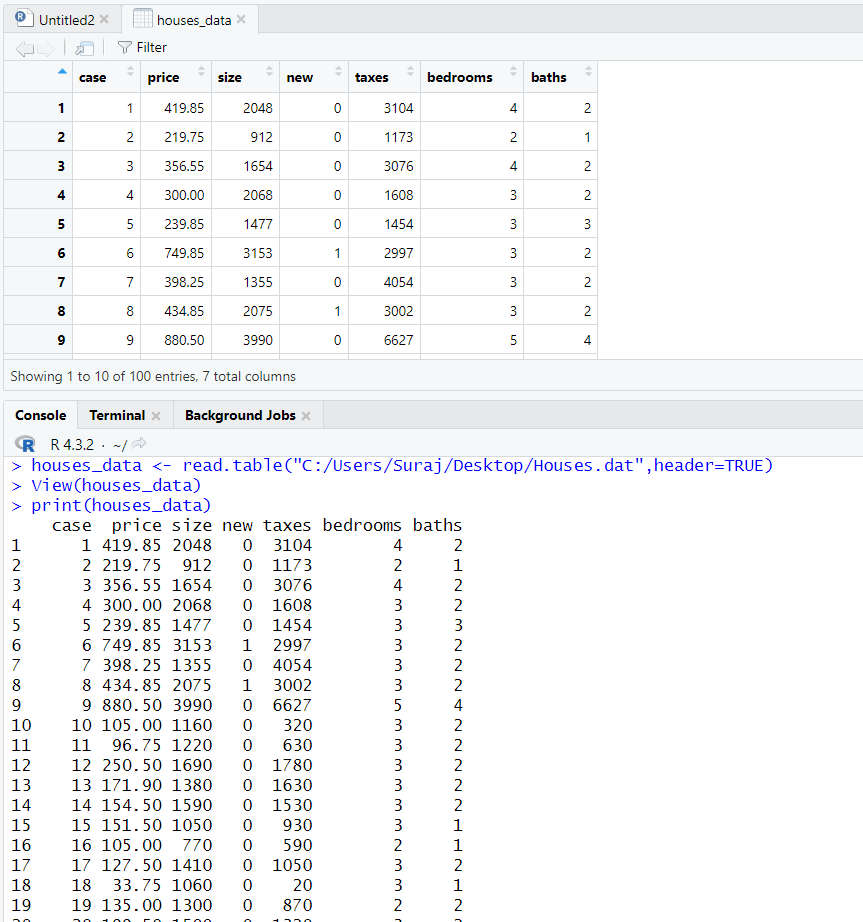 Untitled2 houses_data
Filter
case price size new taxes bedrooms baths
1 1 419.85 2048 0 3104 4 2
2 2 219.75 912 0 1173 2 1
3 3 356.55 1654 0 3076 4 2
4 4 300.00 2068 0 1608 3 2
5 5 239.85 1477 0 1454 3 3
6 6 749.85 3153 1 2997 3 2
7 7 398.25 1355 0 4054 3 2
8 8 434.85 2075 1 3002 3 2
9 9 880.50 3990 0 6627 5 4
Showing 1 to 10 of 100 entries, 7 total columns
Console Terminal Background Jobs
R R 4.3.2 · ~/
> houses_data <- read.table("C:/Users/Suraj/Desktop/Houses.dat",header=TRUE)
> View(houses_data)
> print(houses_data)
case price size new taxes bedrooms baths
1 1 419.85 2048 0 3104 4 2
2 2 219.75 912 0 1173 2 1
3 3 356.55 1654 0 3076 4 2
4 4 300.00 2068 0 1608 3 2
5 5 239.85 1477 0 1454 3 3
6 6 749.85 3153 1 2997 3 2
7 7 398.25 1355 0 4054 3 2
8 8 434.85 2075 1 3002 3 2
9 9 880.50 3990 0 6627 5 4
10 10 105.00 1160 0 320 3 2
11 11 96.75 1220 0 630 3 2
12 12 250.50 1690 0 1780 3 2
13 13 171.90 1380 0 1630 3 2
14 14 154.50 1590 0 1530 3 2
15 15 151.50 1050 0 930 3 1
16 16 105.00 770 0 590 2 1
17 17 127.50 1410 0 1050 3 2
18 18 33.75 1060 0 20 3 1
19 19 135.00 1300 0 870 2 2